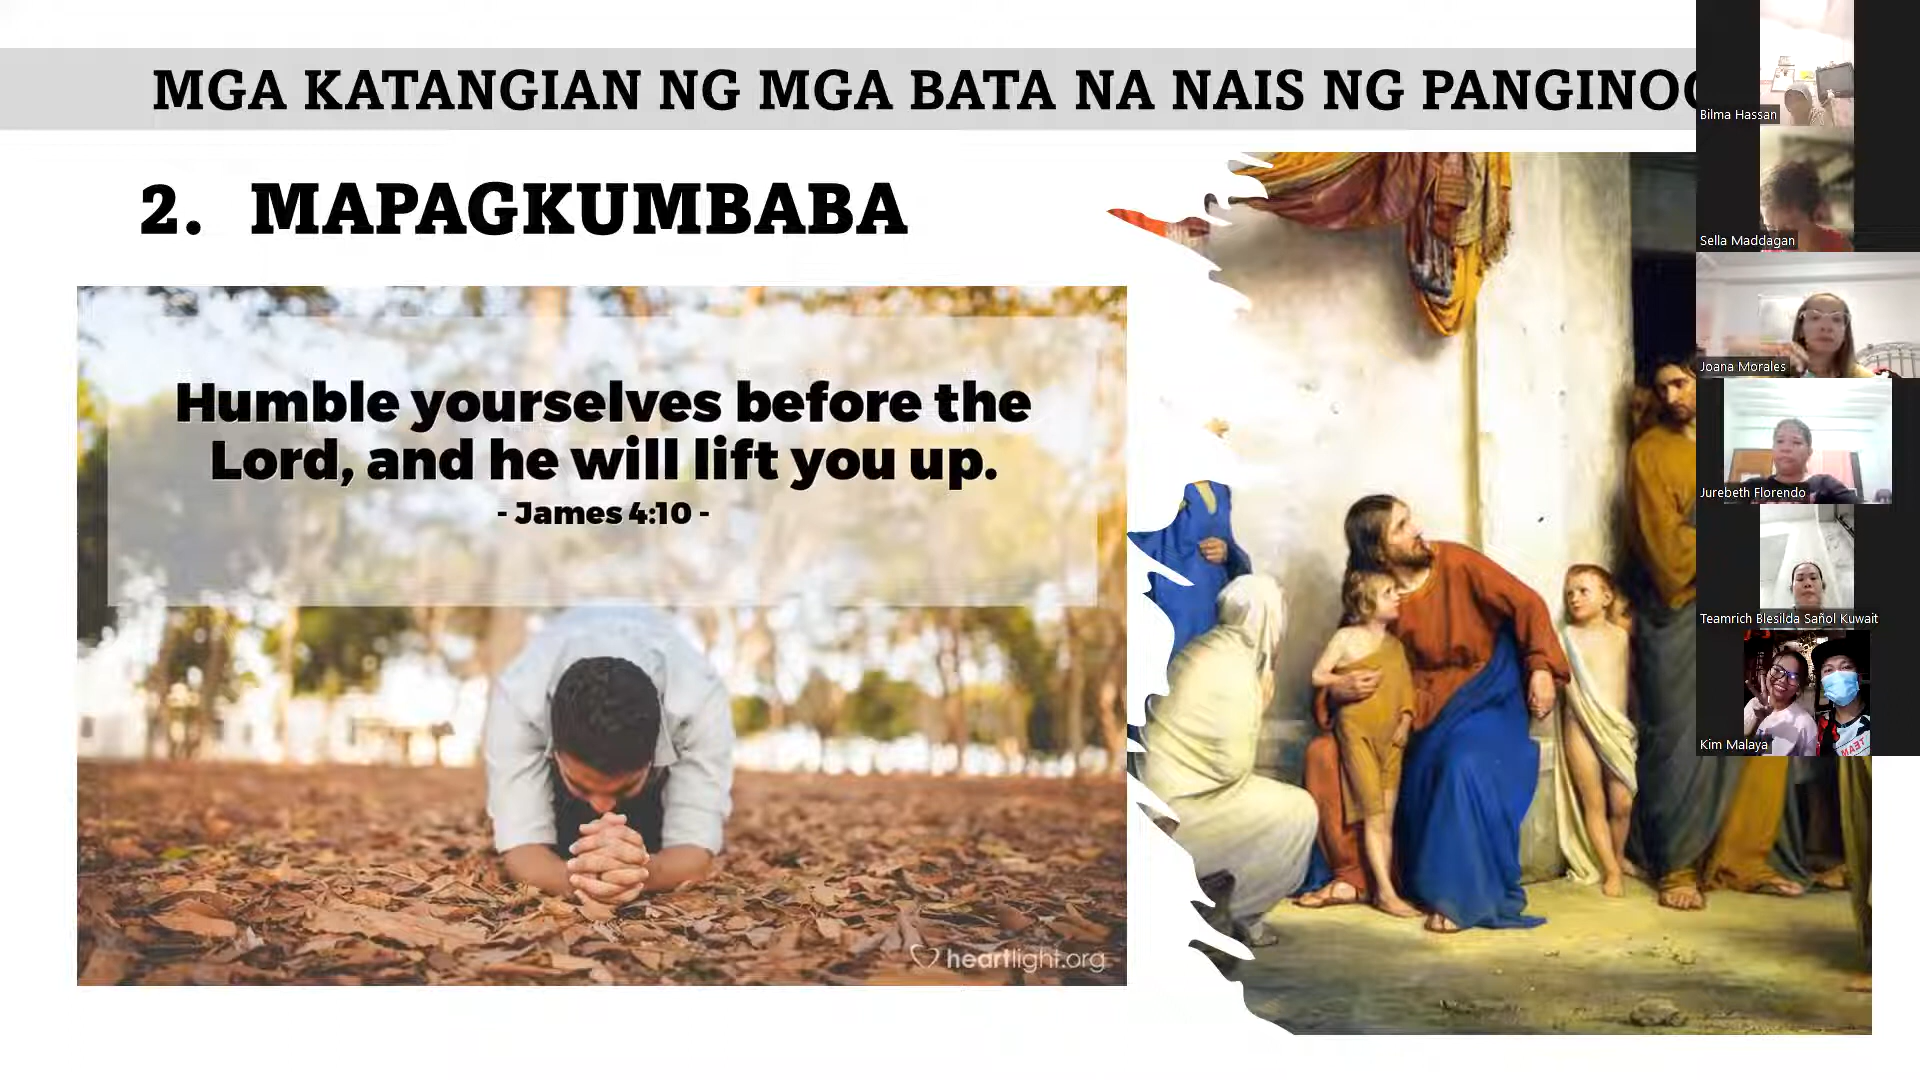 MGA KATANGIAN NG MGA BATA NA NAIS NG PANGINOO
2. MAPAGKUMBABA
Humble yourselves before the
Lord, and he will lift you up.
- James 4:10 -
heartlight.org
Bilma Hassan
Sella Maddagan
Joana Morales
Jurebeth Florendo
Teamrich Blesilda Sañol Kuwait
Kim Malaya